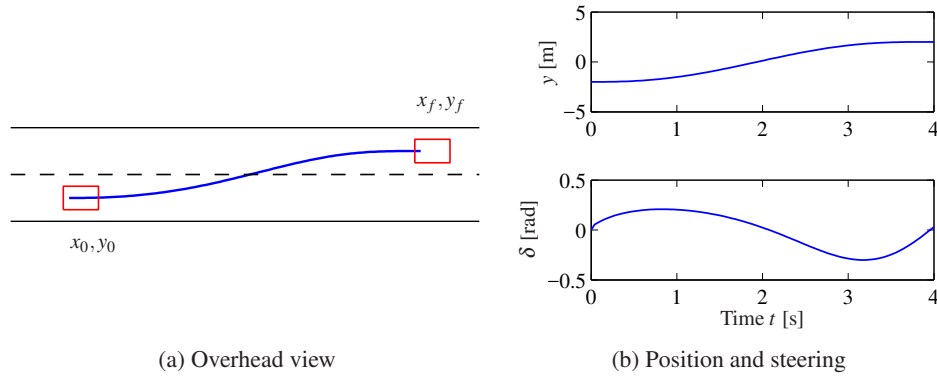 x_f, y_f
x_0, y_0
(a) Overhead view
5
0
−5
y [m]
0 1 2 3 4
0.5
0
−0.5
δ [rad]
0 1 2 3 4
Time t [s]
(b) Position and steering